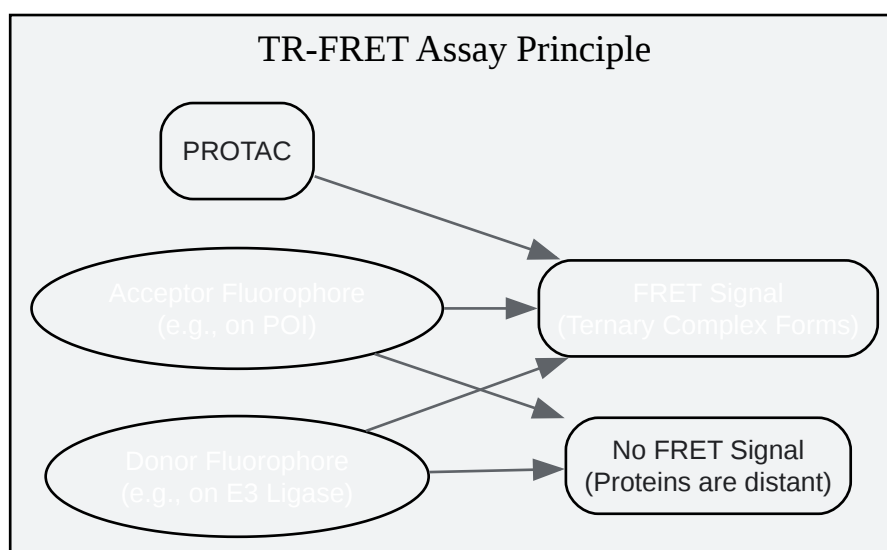 TR-FRET Assay Principle
PROTAC
Acceptor Fluorophore
(e.g., on POI)
FRET Signal
(Ternary Complex Forms)
Donor Fluorophore
(e.g., on E3 Ligase)
No FRET Signal
(Proteins are distant)